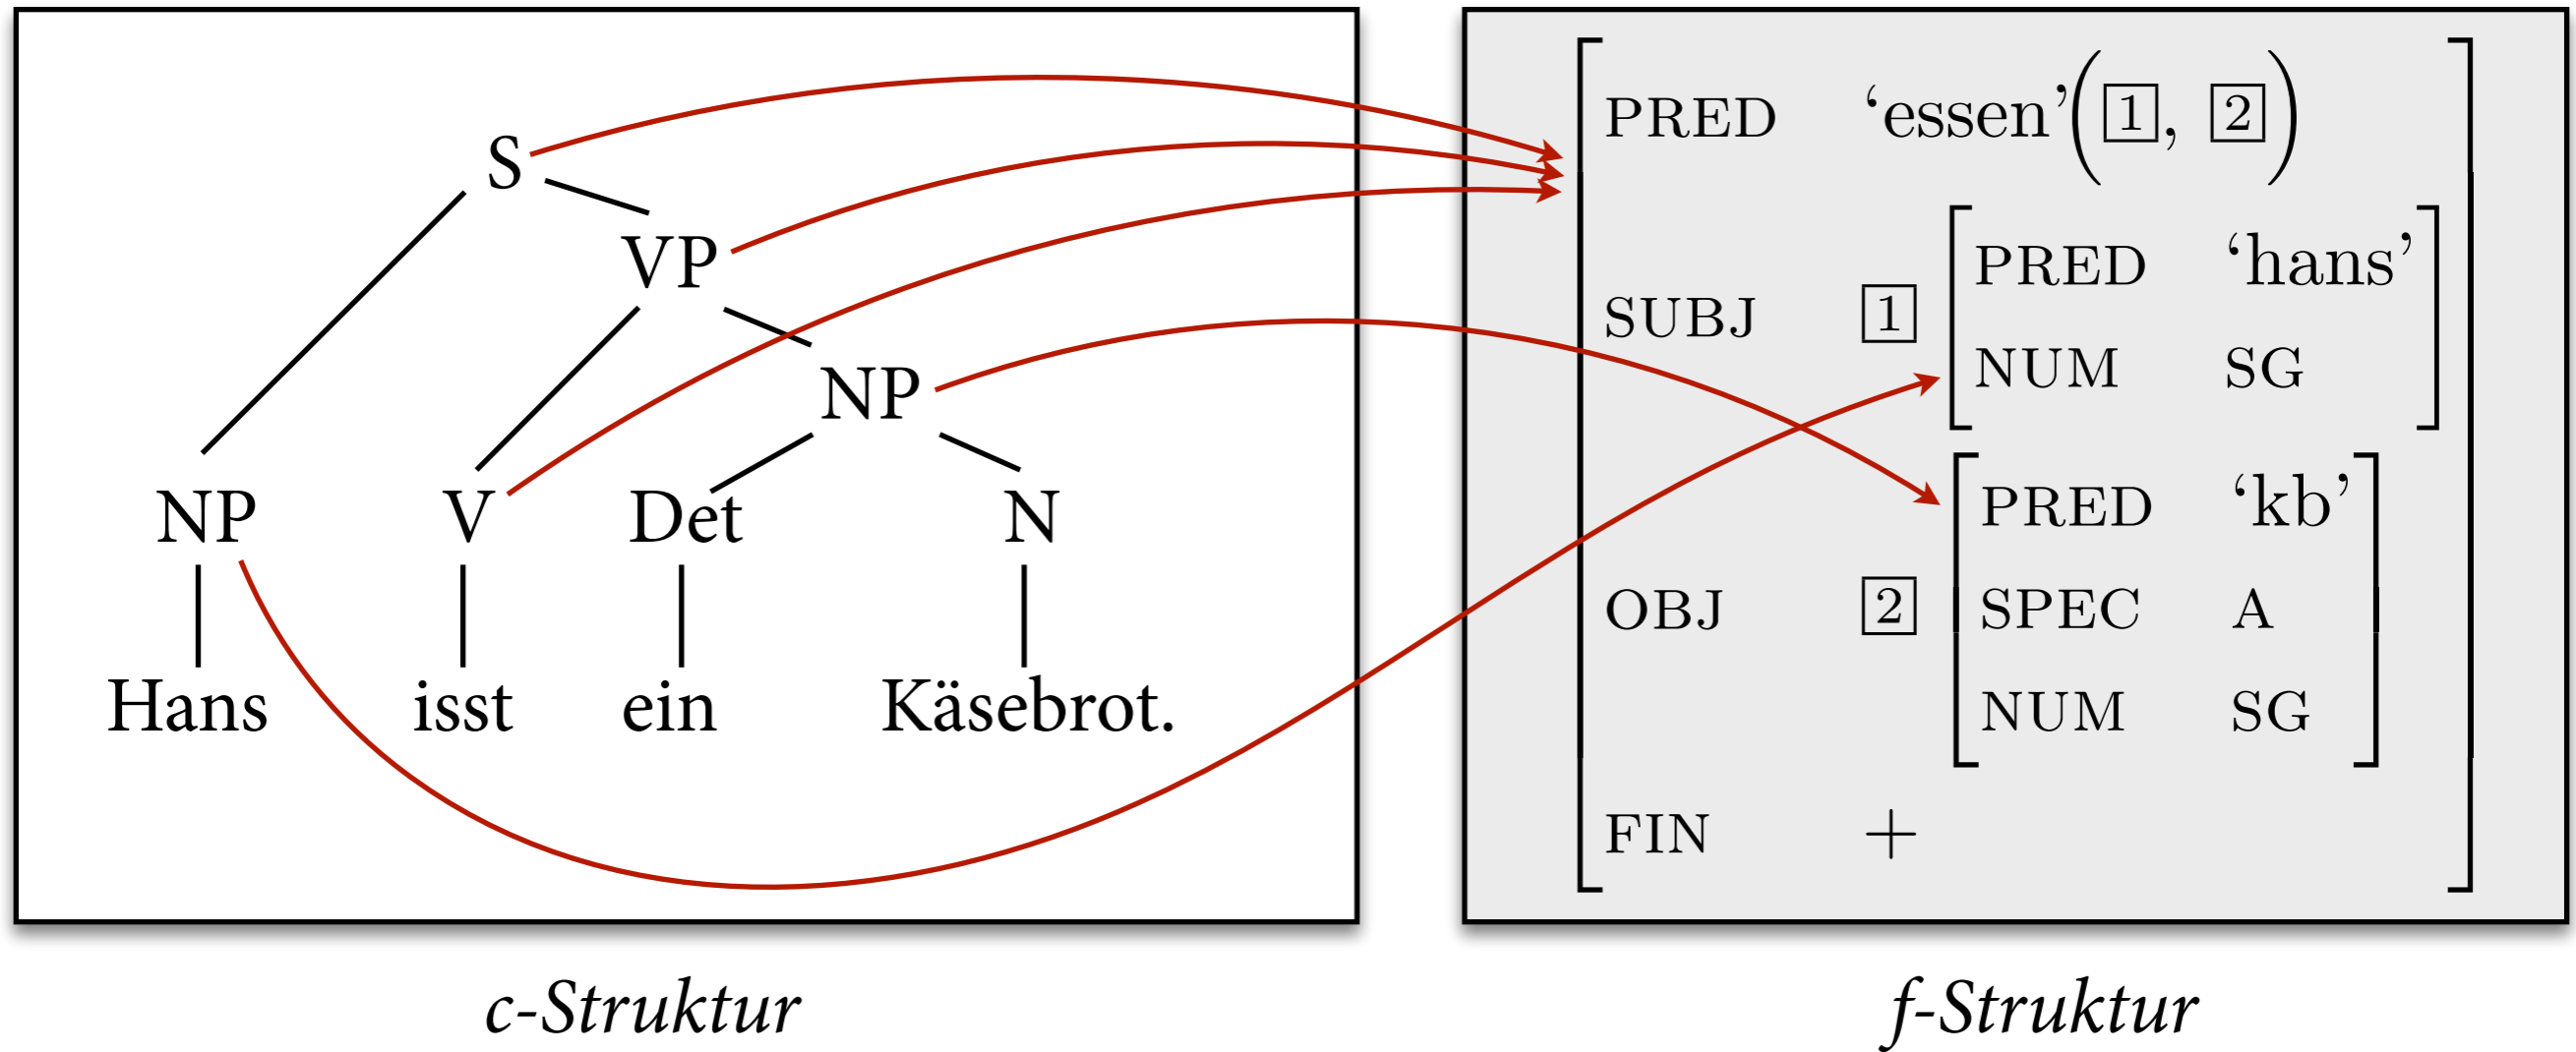 S
VP
NP
NP V Det N
Hans isst ein Käsebrot.
c-Struktur
PRED ‘essen’(1, 2)
SUBJ 1
PRED ‘hans’
NUM SG
OBJ 2
PRED ‘kb’
SPEC A
NUM SG
FIN +
f-Struktur